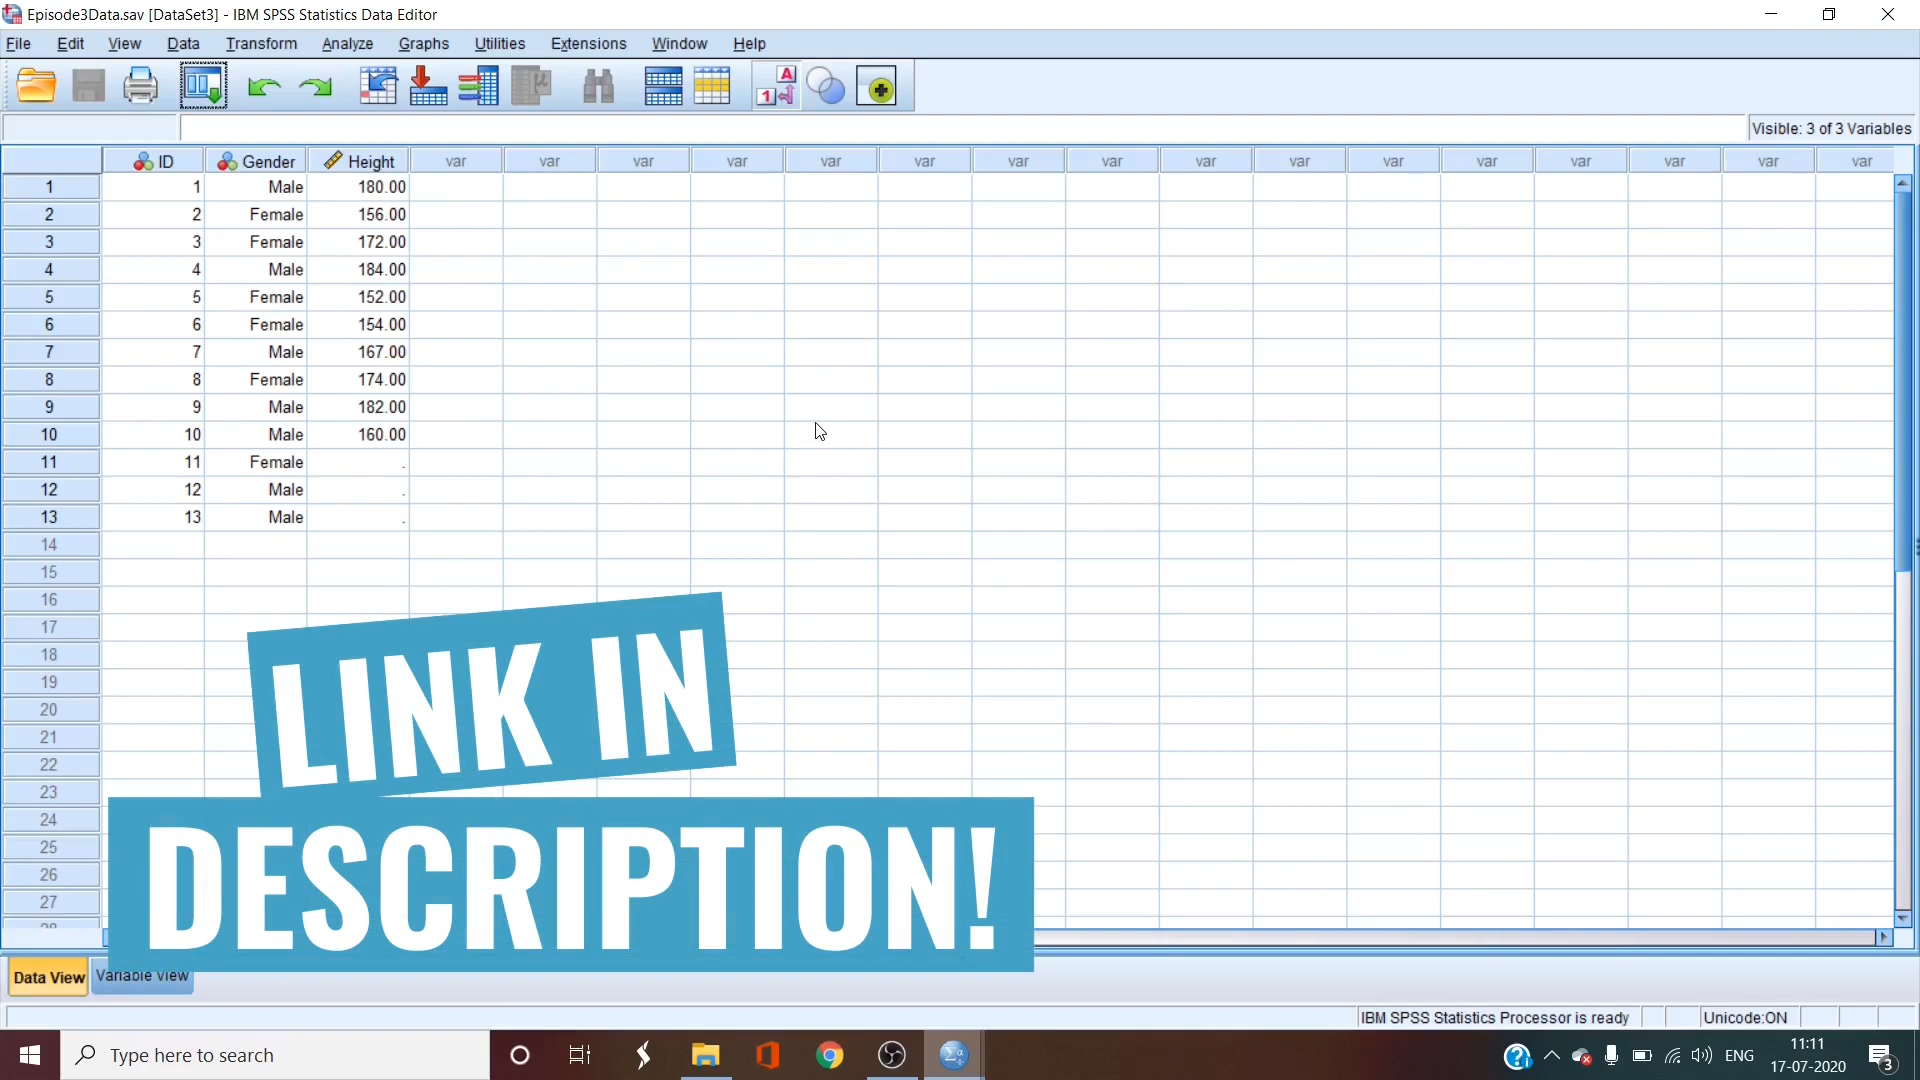 Episode3Data.sav [DataSet3] - IBM SPSS Statistics Data Editor
File Edit View Data Transform Analyze Graphs Utilities Extensions Window Help
Visible: 3 of 3 Variables
ID Gender Height var var var var var var var var var var var var var var var var
1 1 Male 180.00
2 2 Female 156.00
3 3 Female 172.00
4 4 Male 184.00
5 5 Female 152.00
6 6 Female 154.00
7 7 Male 167.00
8 8 Female 174.00
9 9 Male 182.00
10 10 Male 160.00
11 11 Female .
12 12 Male .
13 13 Male .
14
15
16
17
18
19
20
21
22
23
24
25
26
27
28
LINK IN
DESCRIPTION!
Data View Variable View
IBM SPSS Statistics Processor is ready Unicode:ON
Type here to search
ENG
11:11
17-07-2020
3